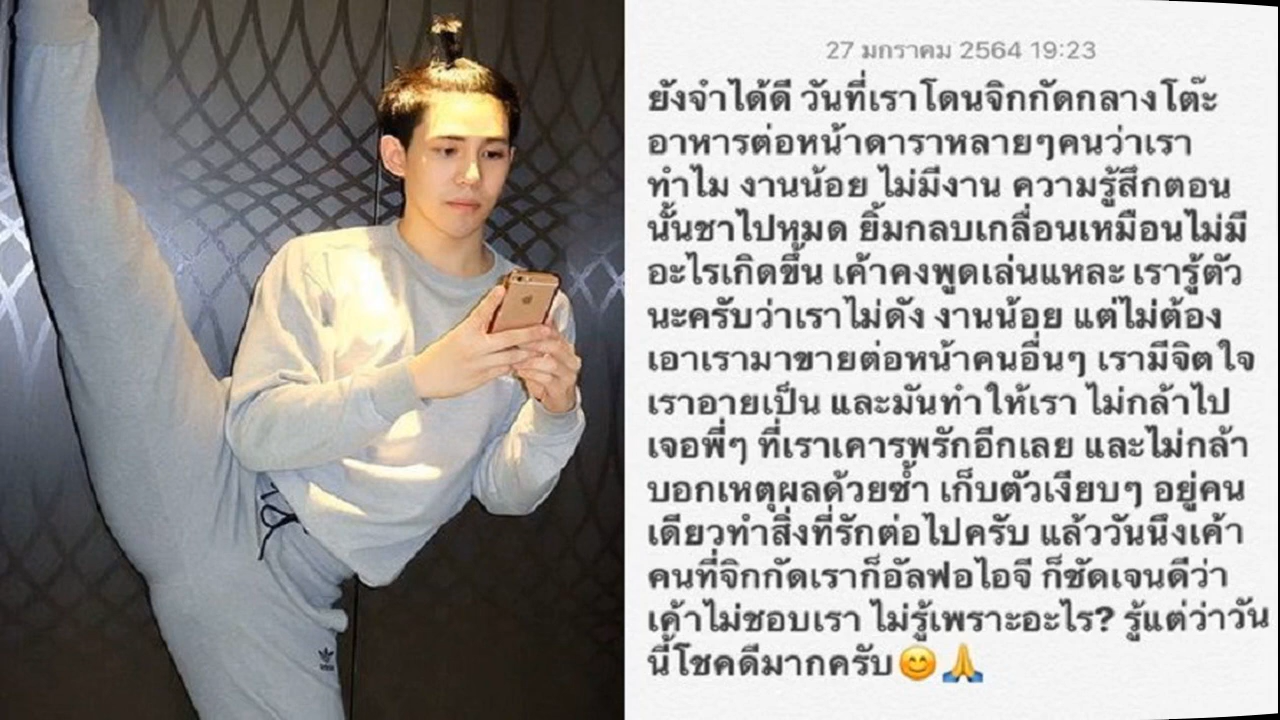 27 มกราคม 2564 19:23
ยังจำได้ดี วันที่เราโดนจิกกัดกลางโต๊ะ
อาหารต่อหน้าดาราหลายๆคนว่าเรา
ทำไม งานน้อย ไม่มีงาน ความรู้สึกตอน
นั้นชาไปหมด ยิ้มกลบเกลื่อนเหมือนไม่มี
อะไรเกิดขึ้น เค้าคงพูดเล่นแหละ เรารู้ตัว
นะครับว่าเราไม่ดัง งานน้อย แต่ไม่ต้อง
เอาเรามาขายต่อหน้าคนอื่นๆ เรามีจิตใจ
เราอายเป็น และมันทำให้เรา ไม่กล้าไป
เจอพี่ๆ ที่เราเคารพรักอีกเลย และไม่กล้า
บอกเหตุผลด้วยซ้ำ เก็บตัวเงียบๆ อยู่คน
เดียวทำสิ่งที่รักต่อไปครับ แล้ววันนึงเค้า
คนที่จิกกัดเราก็อัลฟอไอจี ก็ชัดเจนดีว่า
เค้าไม่ชอบเรา ไม่รู้เพราะอะไร? รู้แต่ว่าวัน
นี้โชคดีมากครับ😊🙏